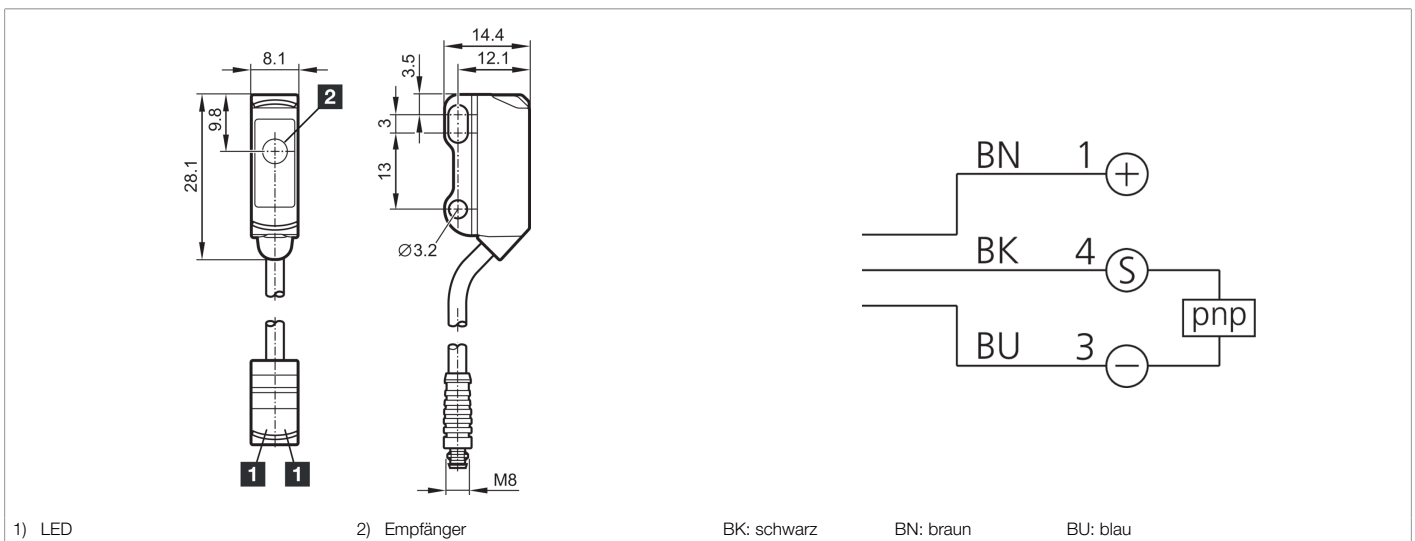 14.4
8.1
12.1
3.5
2
9.8
3
28.1
13
Ø3.2
1 1
M8
BN 1 +
BK 4 S
pnp
BU 3 −
1) LED 2) Empfänger BK: schwarz BN: braun BU: blau